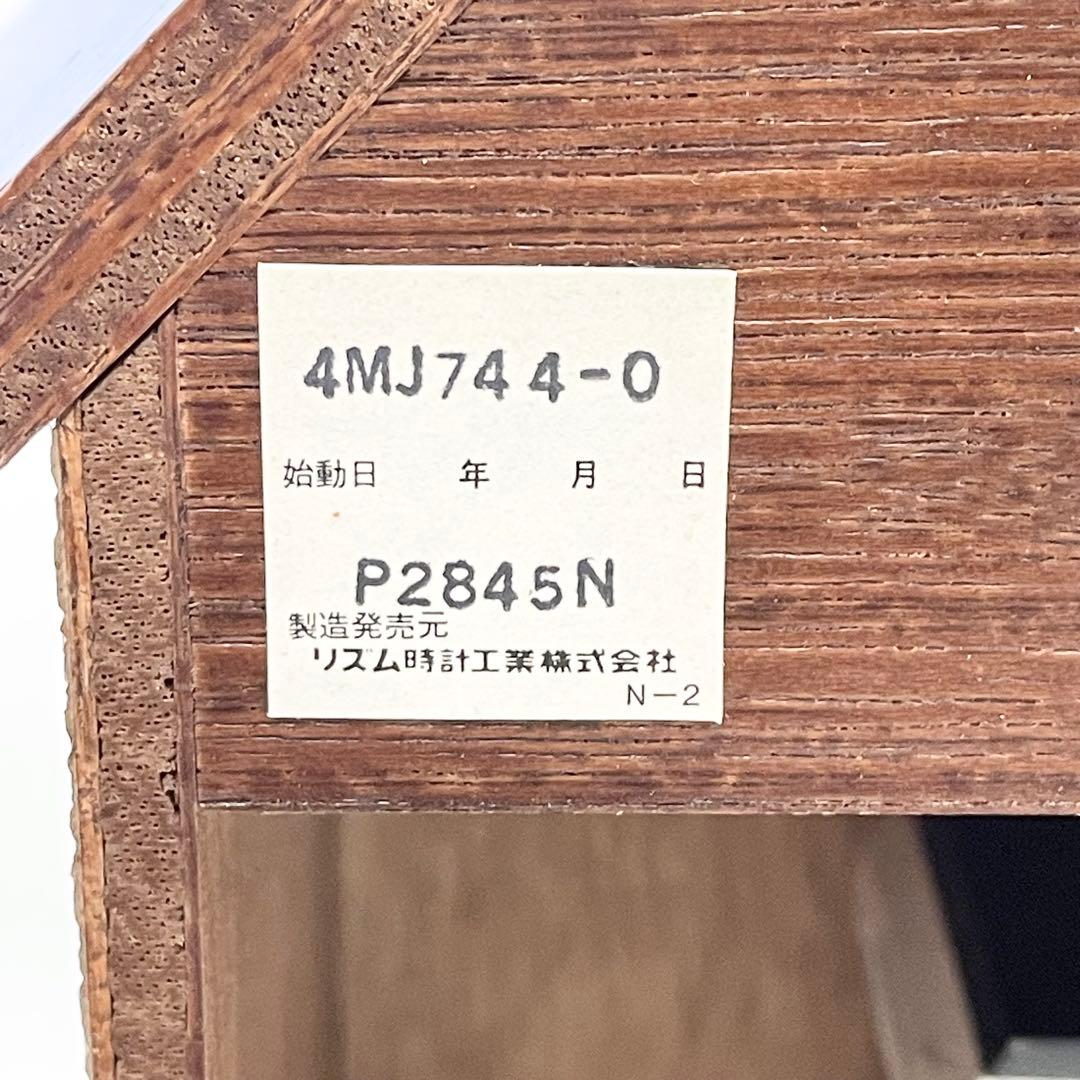 4MJ744-0
始動日 年 月 日
P2845N
製造発売元
リズム時計工業株式会社
N-2